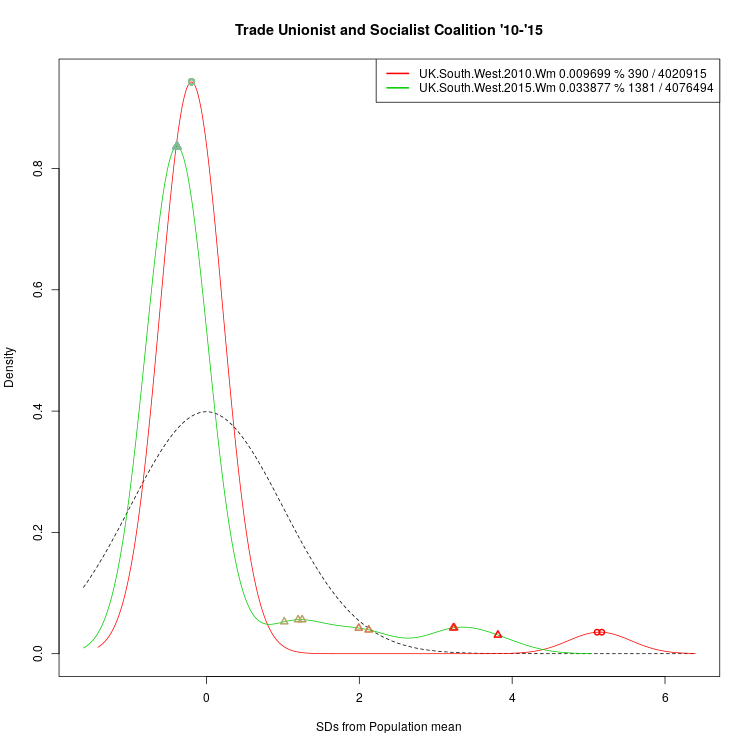 Trade Unionist and Socialist Coalition '10-'15
UK.South.West.2010.Wm 0.009699 % 390 / 4020915
UK.South.West.2015.Wm 0.033877 % 1381 / 4076494
Density
0.8
0.6
0.4
0.2
0.0
0 2 4 6
SDs from Population mean